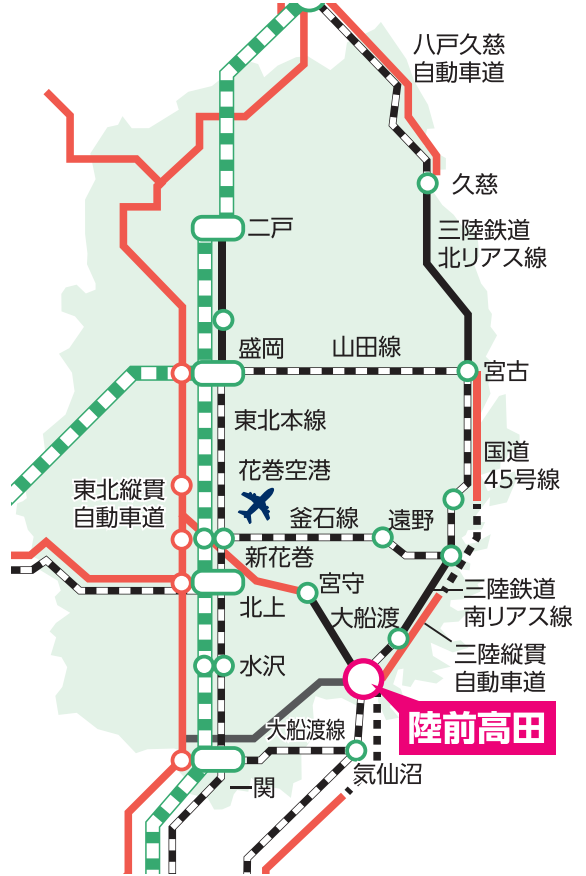 八戸久慈
自動車道
久慈
三陸鉄道
北リアス線
二戸
盛岡
山田線
宮古
東北本線
国道
45号線
花巻空港
東北縦貫
自動車道
釜石線
遠野
新花巻
宮守
北上
三陸鉄道
南リアス線
大船渡
三陸縦貫
自動車道
水沢
陸前高田
大船渡線
気仙沼
一関